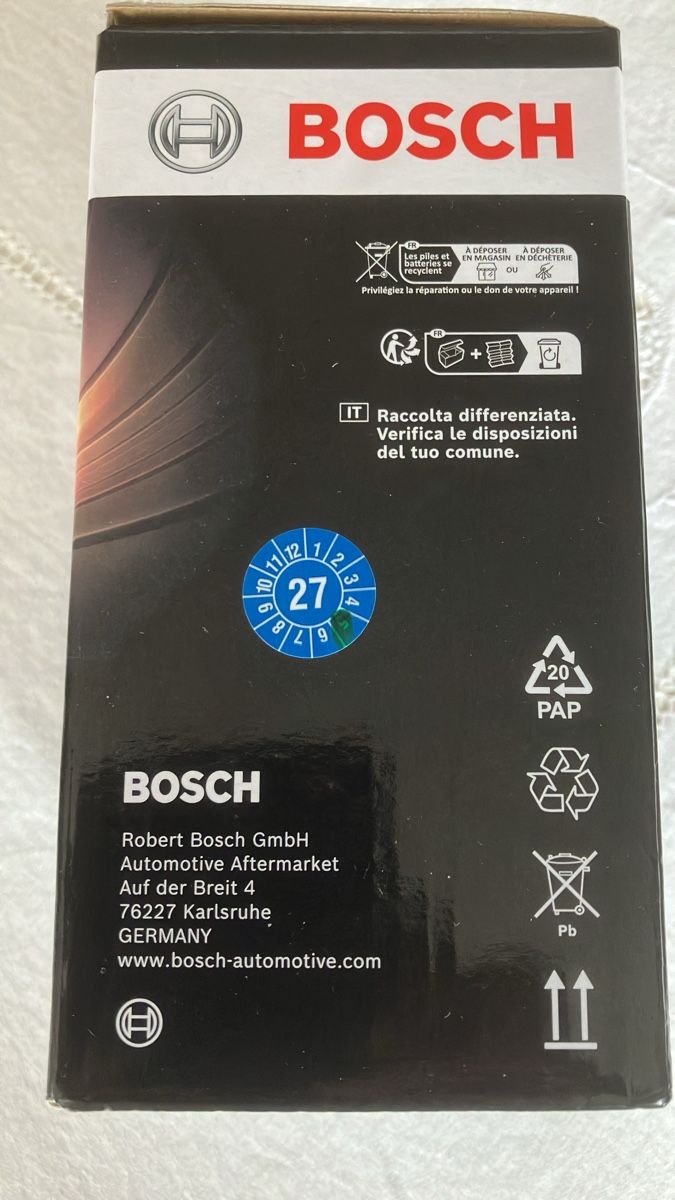 BOSCH
FR
Les piles et
batteries se
recyclent
À DÉPOSER
EN MAGASIN
OU
À DÉPOSER
EN DÉCHÈTERIE
Privilégiez la réparation ou le don de votre appareil !
FR
+
IT Raccolta differenziata.
Verifica le disposizioni
del tuo comune.
1 2 3 4 5 6 7 8 9 10 11 12
27
20
PAP
BOSCH
Robert Bosch GmbH
Automotive Aftermarket
Auf der Breit 4
76227 Karlsruhe
GERMANY
www.bosch-automotive.com
Pb